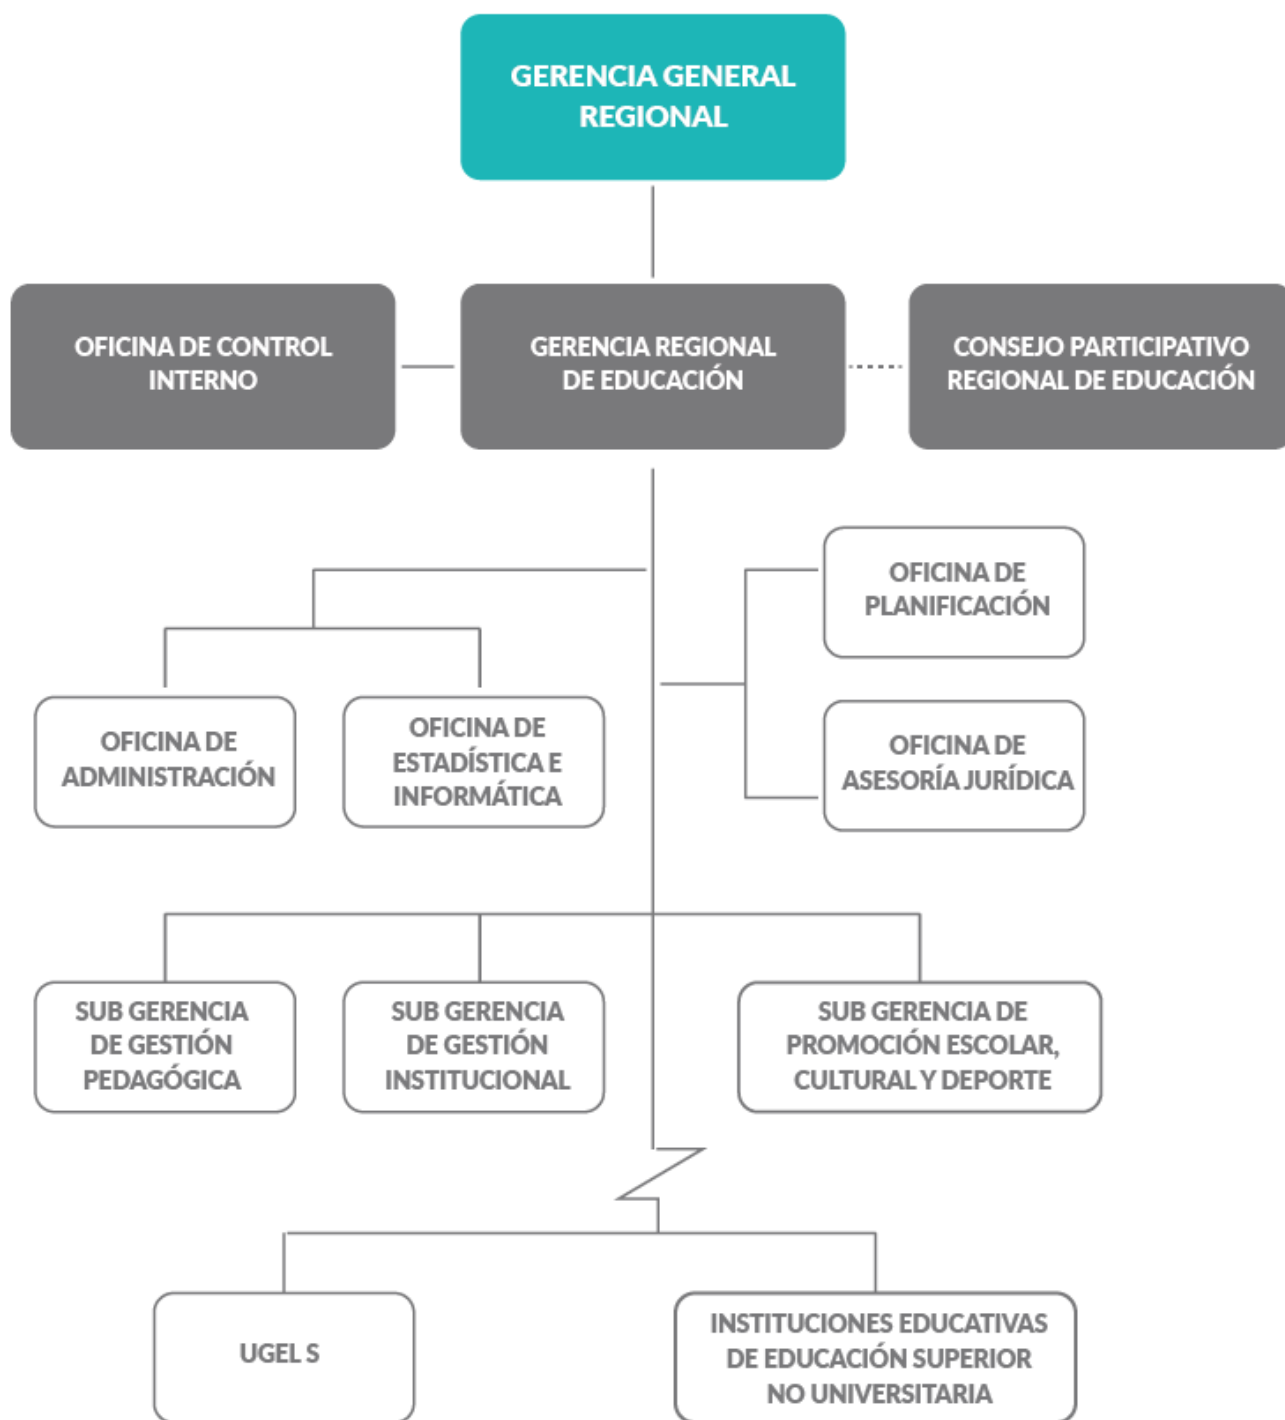 GERENCIA GENERAL
REGIONAL
OFICINA DE CONTROL
INTERNO
GERENCIA REGIONAL
DE EDUCACIÓN
CONSEJO PARTICIPATIVO
REGIONAL DE EDUCACIÓN
OFICINA DE
PLANIFICACIÓN
OFICINA DE
ADMINISTRACIÓN
OFICINA DE
ESTADÍSTICA E
INFORMÁTICA
OFICINA DE
ASESORÍA JURÍDICA
SUB GERENCIA
DE GESTIÓN
PEDAGÓGICA
SUB GERENCIA
DE GESTIÓN
INSTITUCIONAL
SUB GERENCIA DE
PROMOCIÓN ESCOLAR,
CULTURAL Y DEPORTE
UGEL S
INSTITUCIONES EDUCATIVAS
DE EDUCACIÓN SUPERIOR
NO UNIVERSITARIA